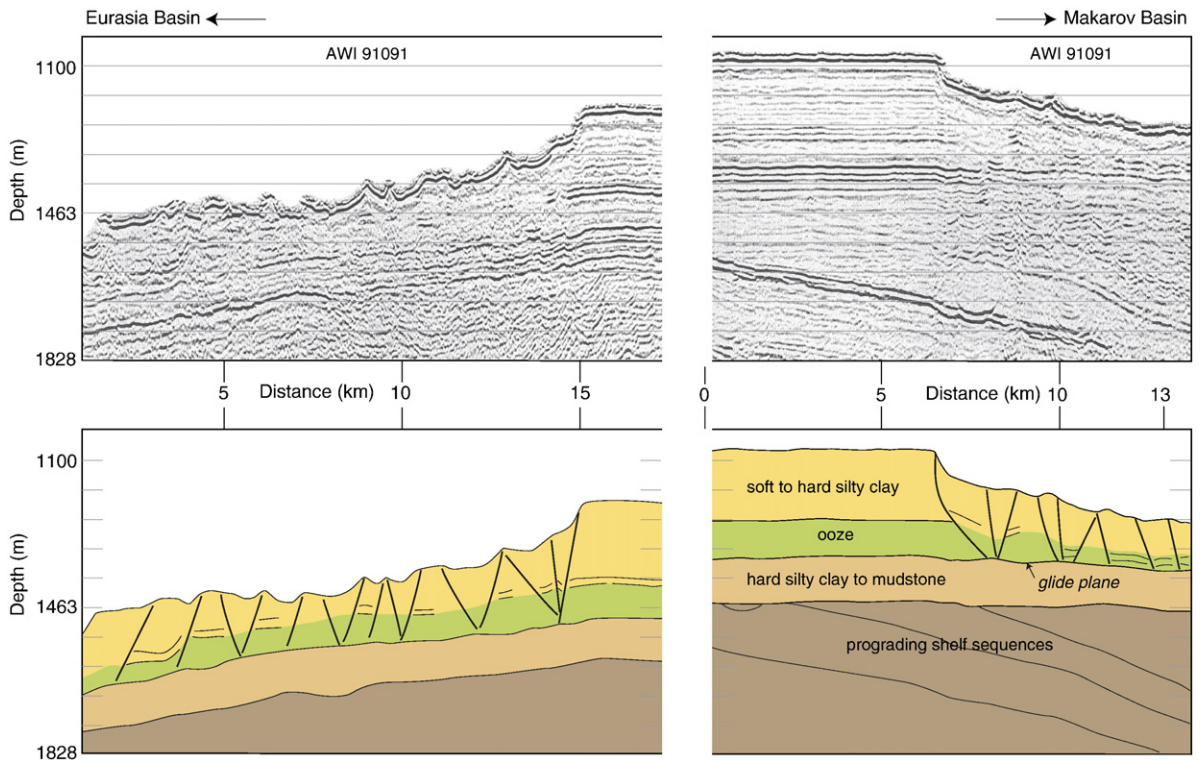 Eurasia Basin
Makarov Basin
AWI 91091
AWI 91091
1100
1463
1828
Depth (m)
5
Distance (km)
10
15
0
5
Distance (km)
10
13
1100
1463
1828
Depth (m)
soft to hard silty clay
ooze
hard silty clay to mudstone
glide plane
prograding shelf sequences